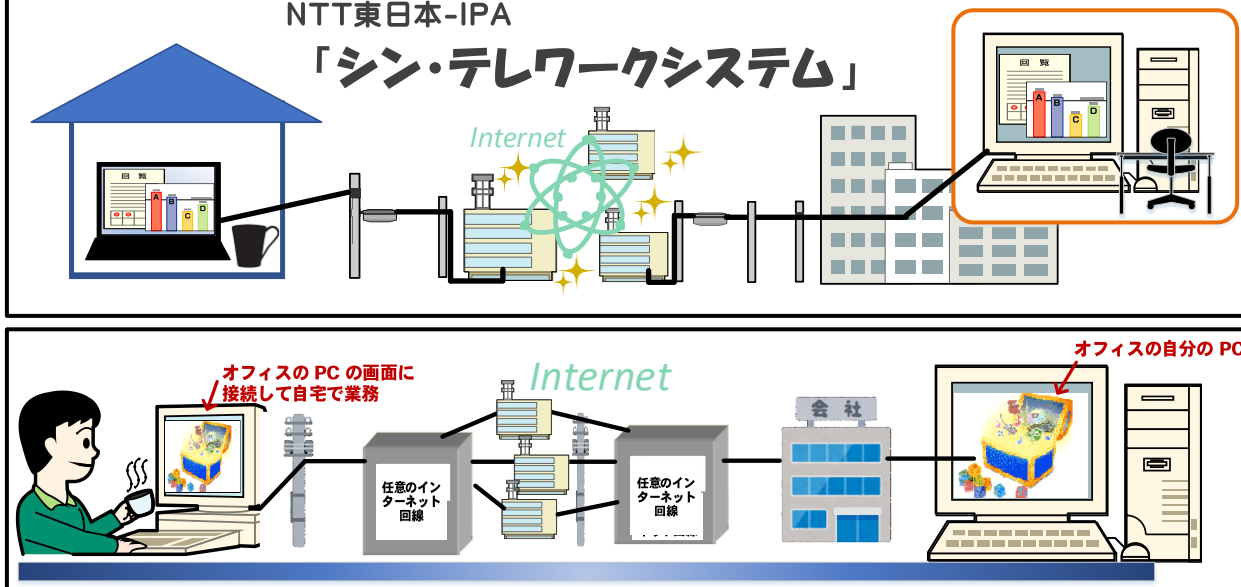 NTT東日本-IPA
「シン・テレワークシステム」
Internet
回 覧
A
B
C
D
回 覧
A
B
C
D
オフィスの PC の画面に
接続して自宅で業務
Internet
オフィスの自分の PC
会 社
任意のイン
ターネット
回線
任意のイン
ターネット
回線